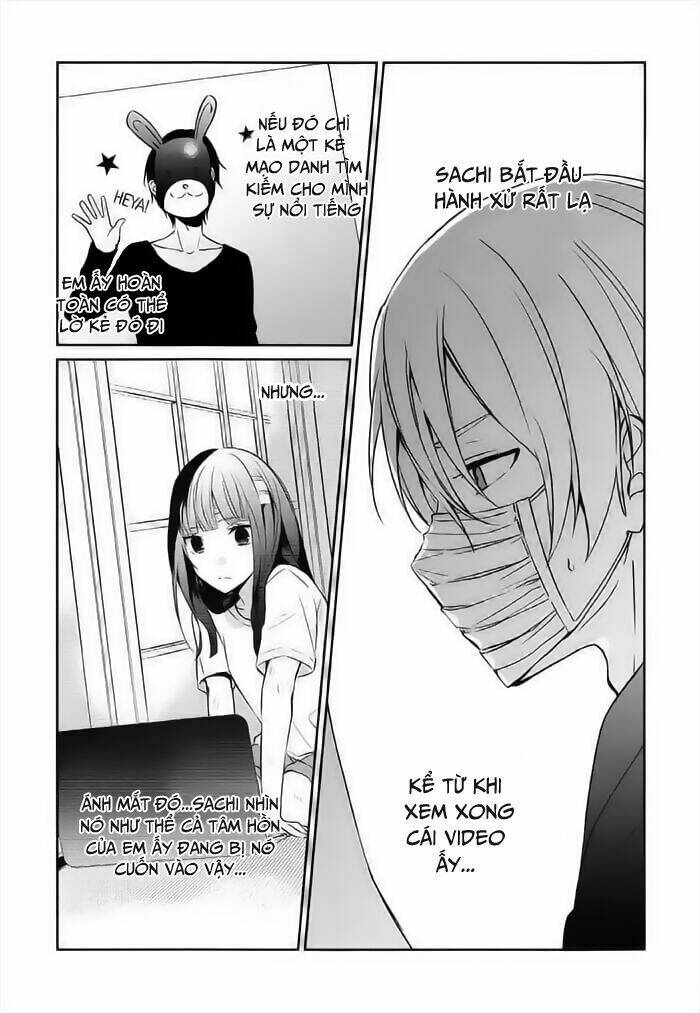 SACHI BẮT ĐẦU
HÀNH XỬ RẤT LẠ
KỂ TỪ KHI
XEM XONG
CÁI VIDEO
ẤY...
NẾU ĐÓ CHỈ
LÀ MỘT KẺ
MẠO DANH TÌM
KIẾM CHO MÌNH
SỰ NỔI TIẾNG
HEYA!
EM ẤY HOÀN
TOÀN CÓ THỂ
LỜ KẺ ĐÓ ĐI
NHƯNG...
ÁNH MẮT ĐÓ...SACHI NHÌN
NÓ NHƯ THỂ CẢ TÂM HỒN
CỦA EM ẤY ĐANG BỊ NÓ
CUỐN VÀO VẬY...